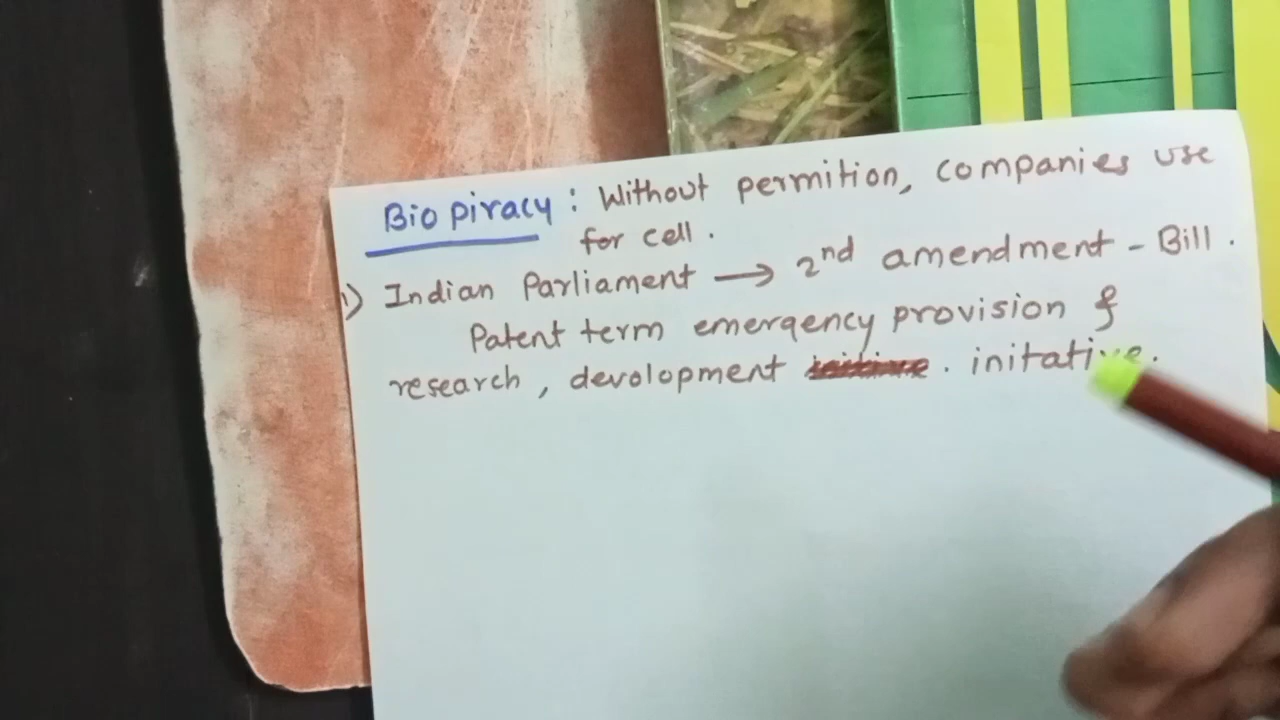 Bio piracy : Without permition, companies use
for cell .
1) Indian Parliament → 2nd amendment - Bill .
Patent term emergency provision &
research , devolopment . initative.